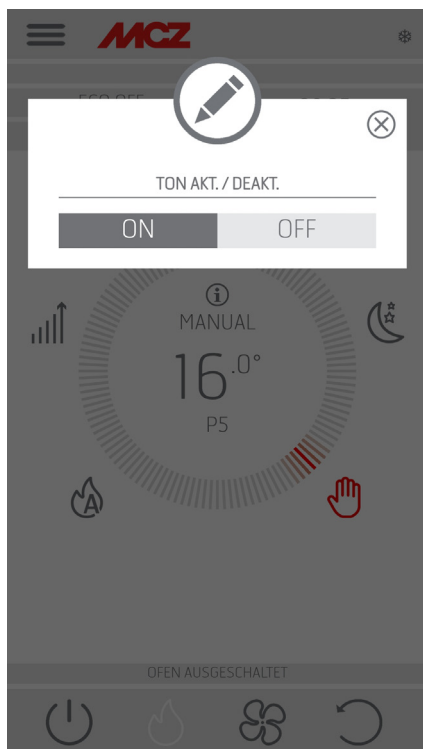 MCZ
TON AKT. / DEAKT.
ON OFF
MANUAL
16.0°
P5
A
OFEN AUSGESCHALTET